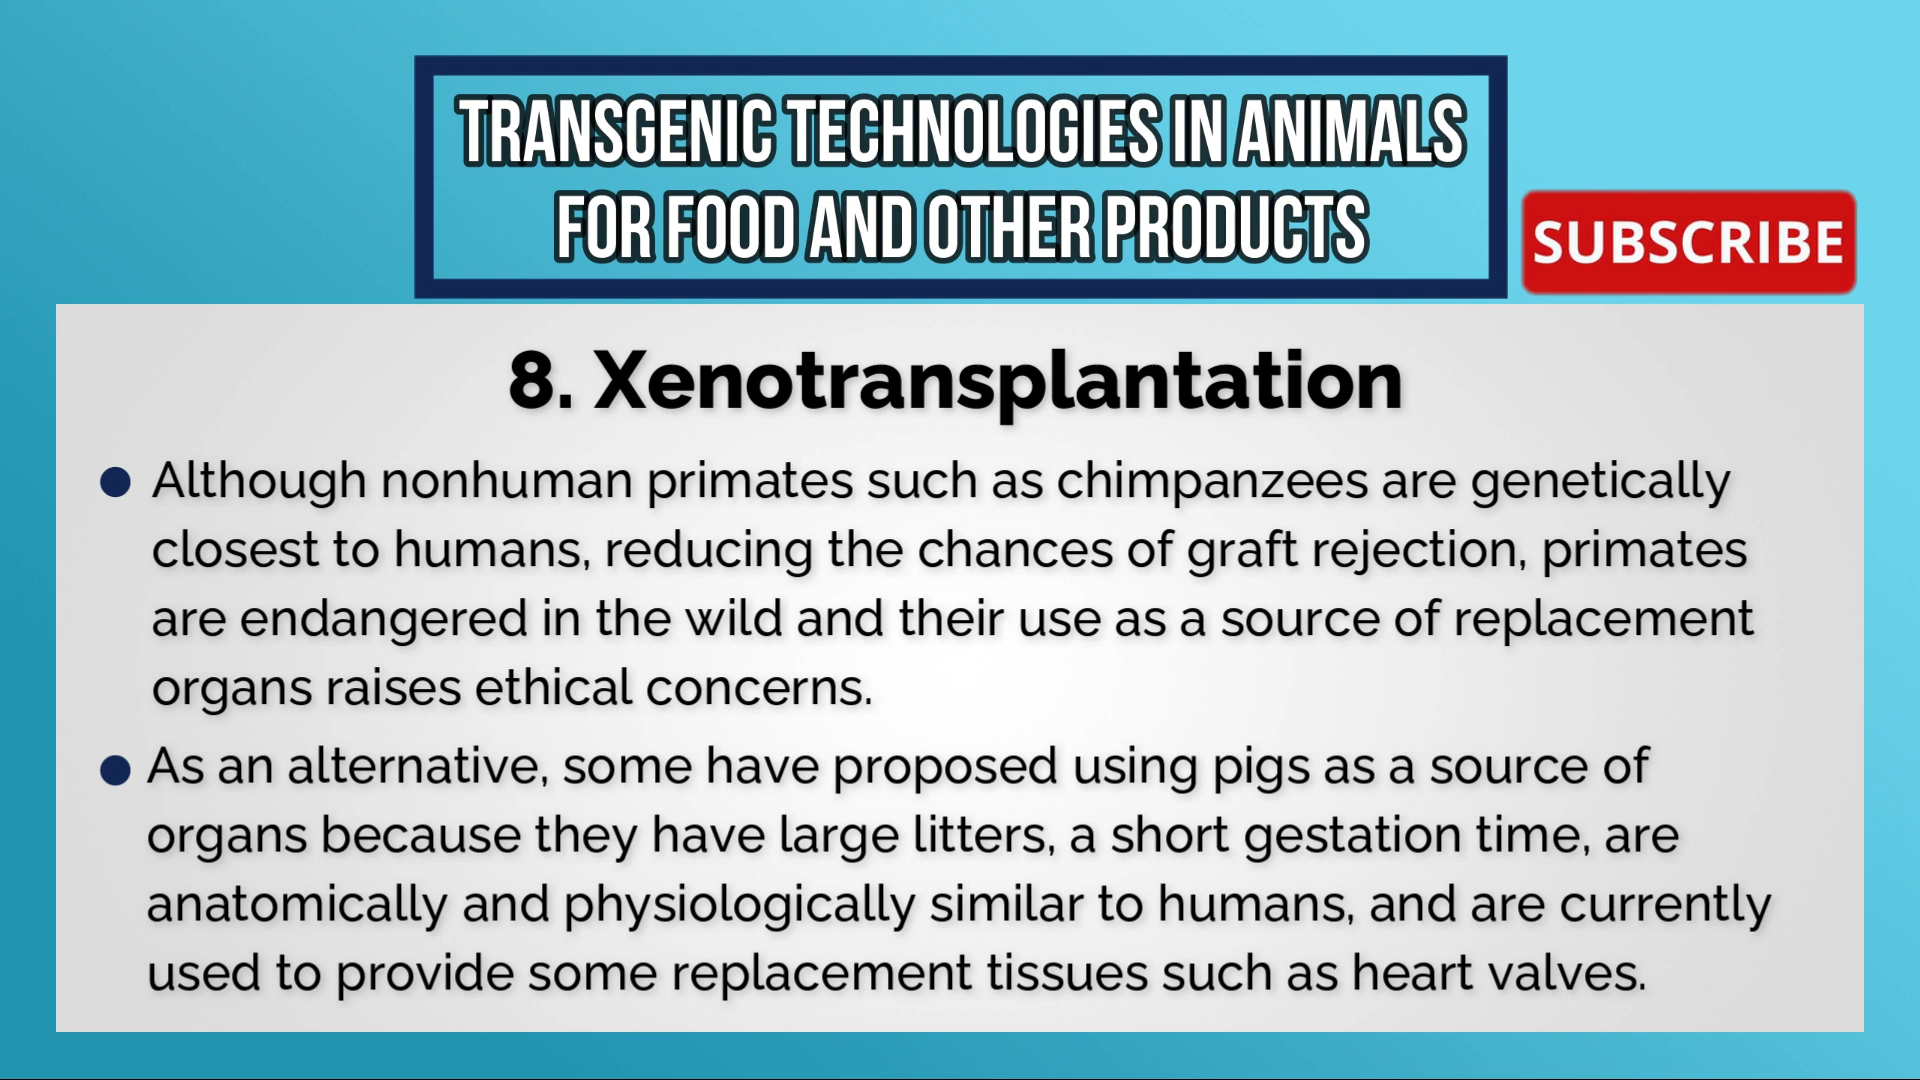 TRANSGENIC TECHNOLOGIES IN ANIMALS
FOR FOOD AND OTHER PRODUCTS
SUBSCRIBE
8. Xenotransplantation
● Although nonhuman primates such as chimpanzees are genetically
closest to humans, reducing the chances of graft rejection, primates
are endangered in the wild and their use as a source of replacement
organs raises ethical concerns.
● As an alternative, some have proposed using pigs as a source of
organs because they have large litters, a short gestation time, are
anatomically and physiologically similar to humans, and are currently
used to provide some replacement tissues such as heart valves.